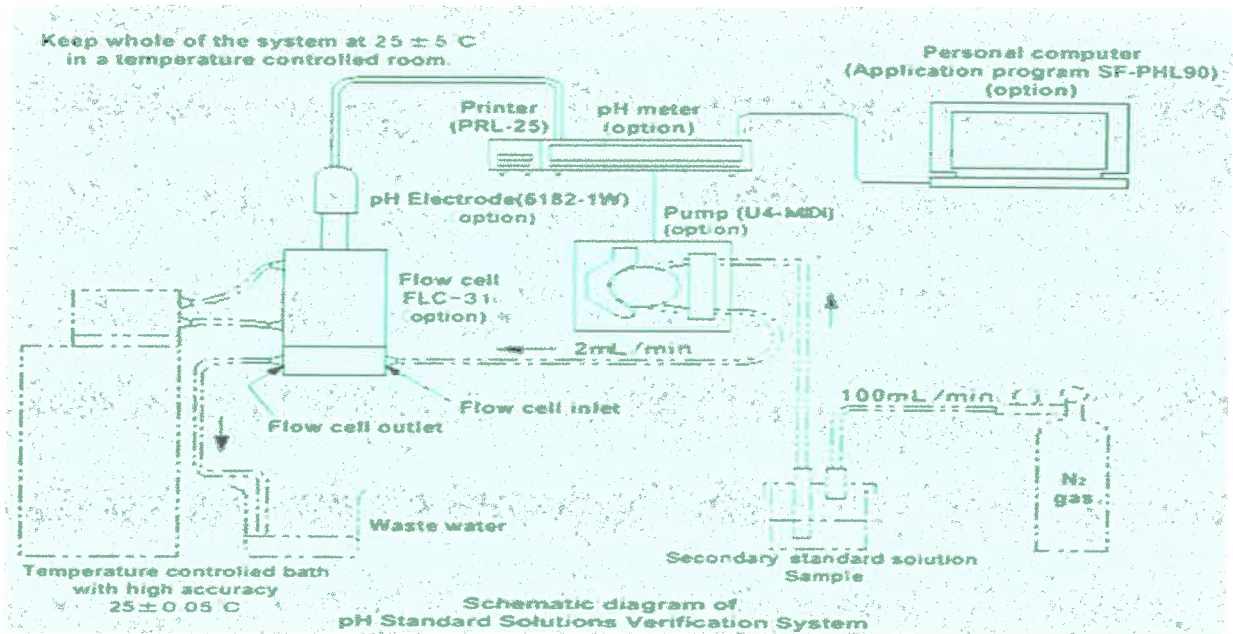 Keep whole of the system at 25 ± 5 °C
in a temperature controlled room.
Personal computer
(Application program SF-PHL90)
(option)
Printer
(PRL-25)
pH meter
(option)
pH Electrode(6182-1W)
option)
Pump (U4-MIDI)
(option)
Flow cell
FLC-31
option)
2mL/min
100mL/min
Flow cell inlet
Flow cell outlet
N₂
gas
Waste water
Secondary standard solution
Sample
Temperature controlled bath
with high accuracy
25±0.05°C
Schematic diagram of
pH Standard Solutions Verification System